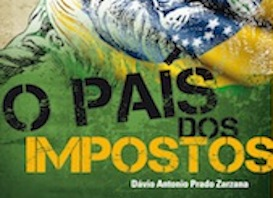 O PAIS
DOS
IMPOSTOS
Dávio Antonio Prado Zarzana